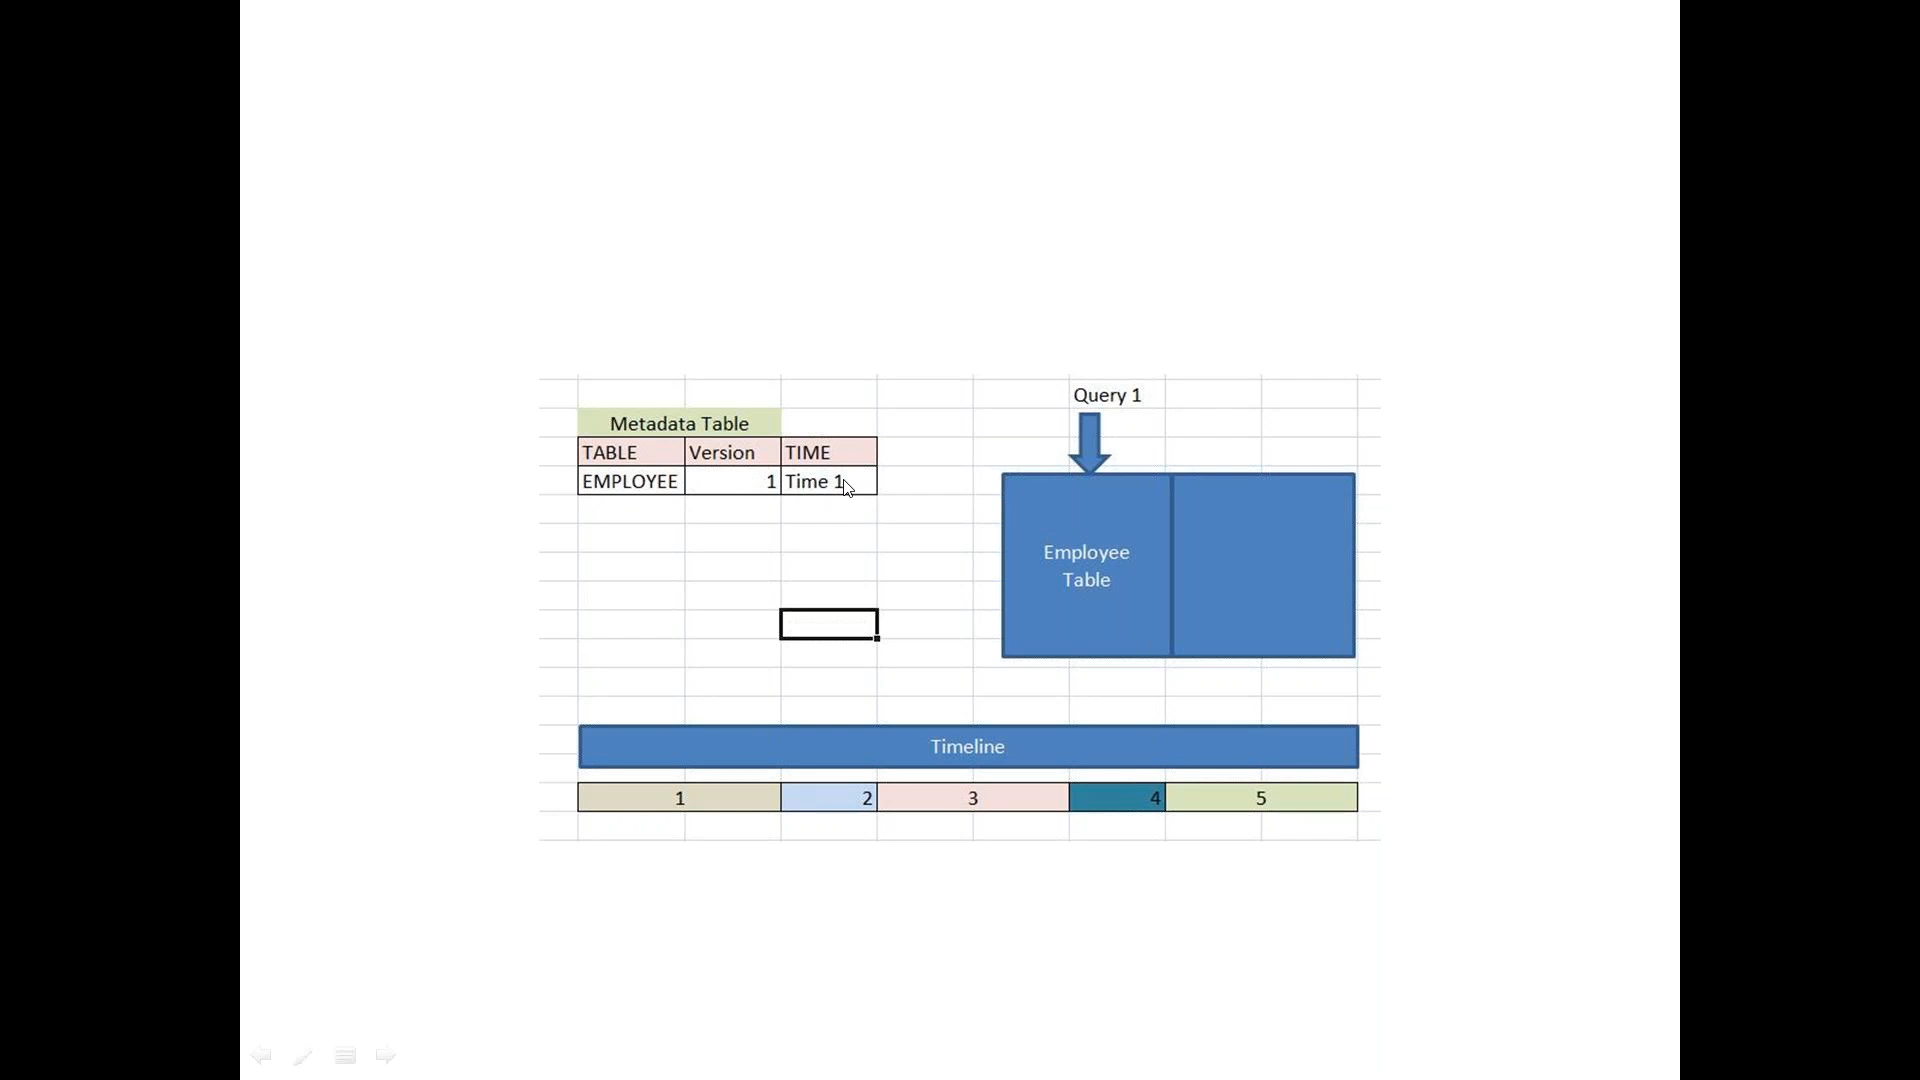 Query 1
Metadata Table
TABLE Version TIME
EMPLOYEE 1 Time 1
Employee
Table
Timeline
1 2 3 4 5